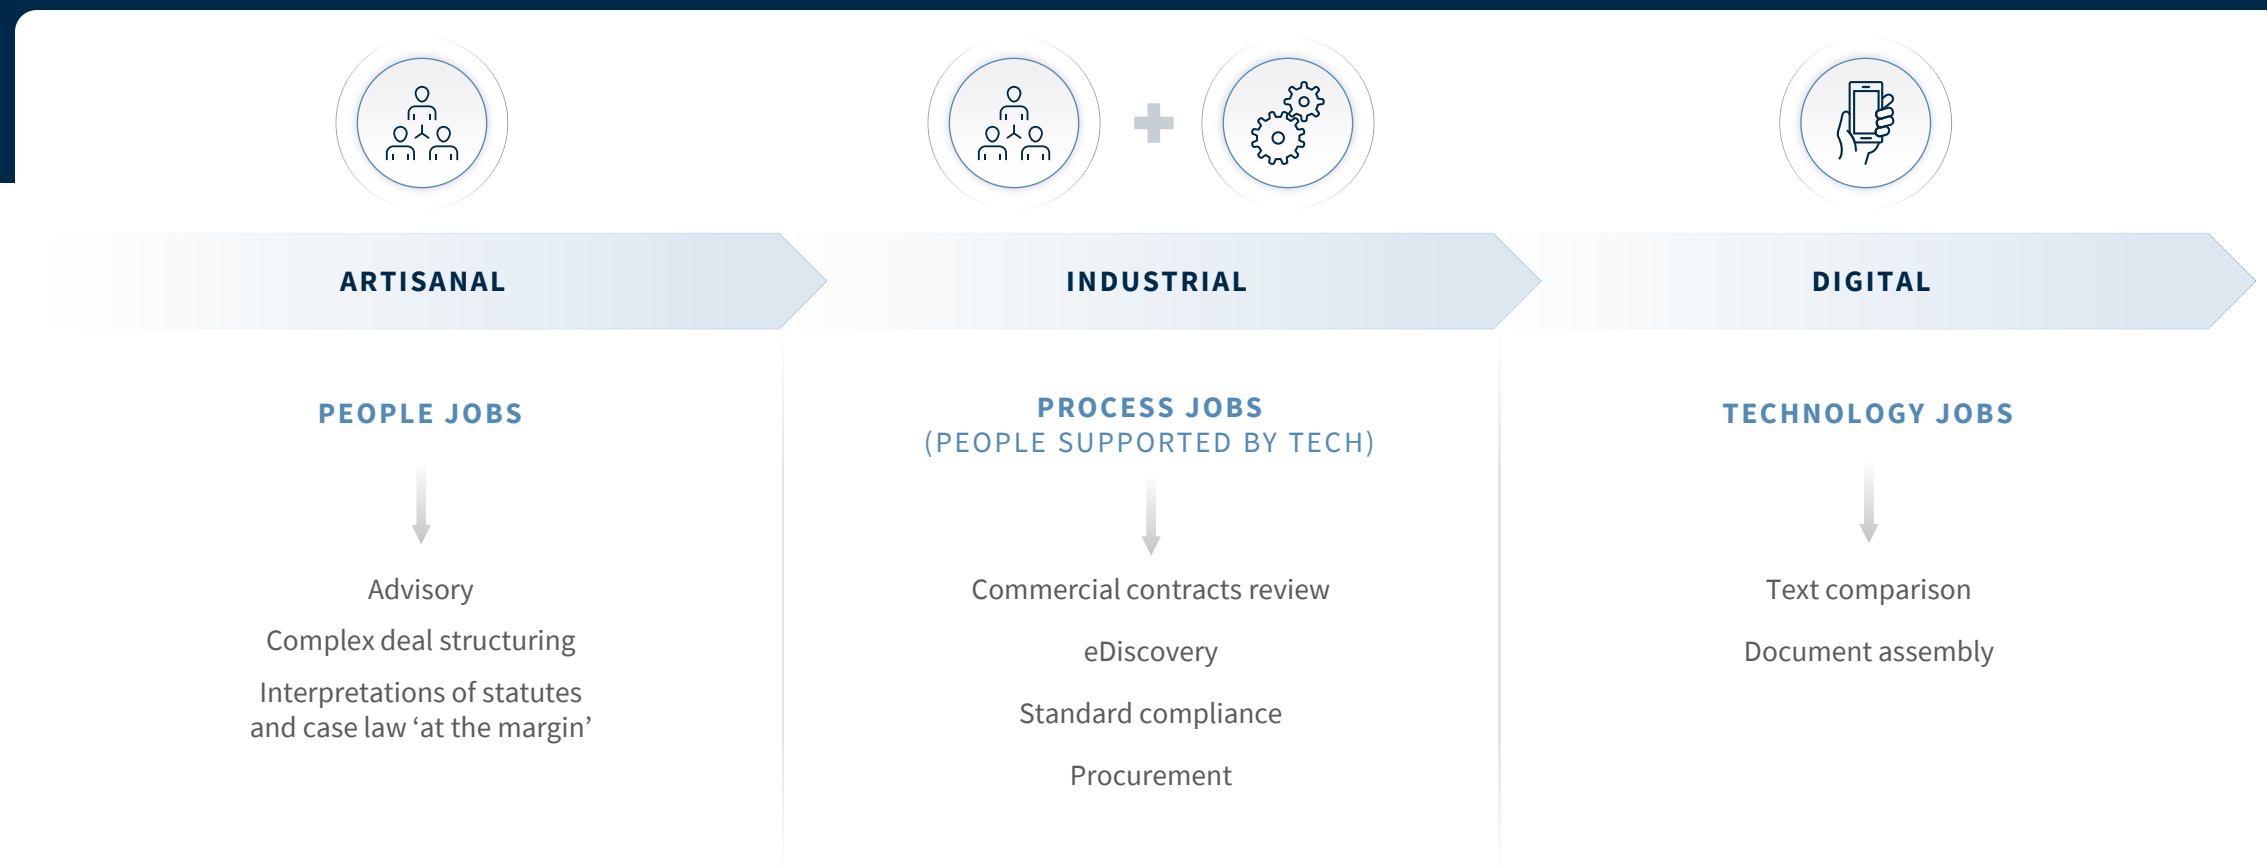 ARTISANAL
INDUSTRIAL
DIGITAL
PEOPLE JOBS
Advisory
Complex deal structuring
Interpretations of statutes
and case law ‘at the margin’
PROCESS JOBS
(PEOPLE SUPPORTED BY TECH)
Commercial contracts review
eDiscovery
Standard compliance
Procurement
TECHNOLOGY JOBS
Text comparison
Document assembly